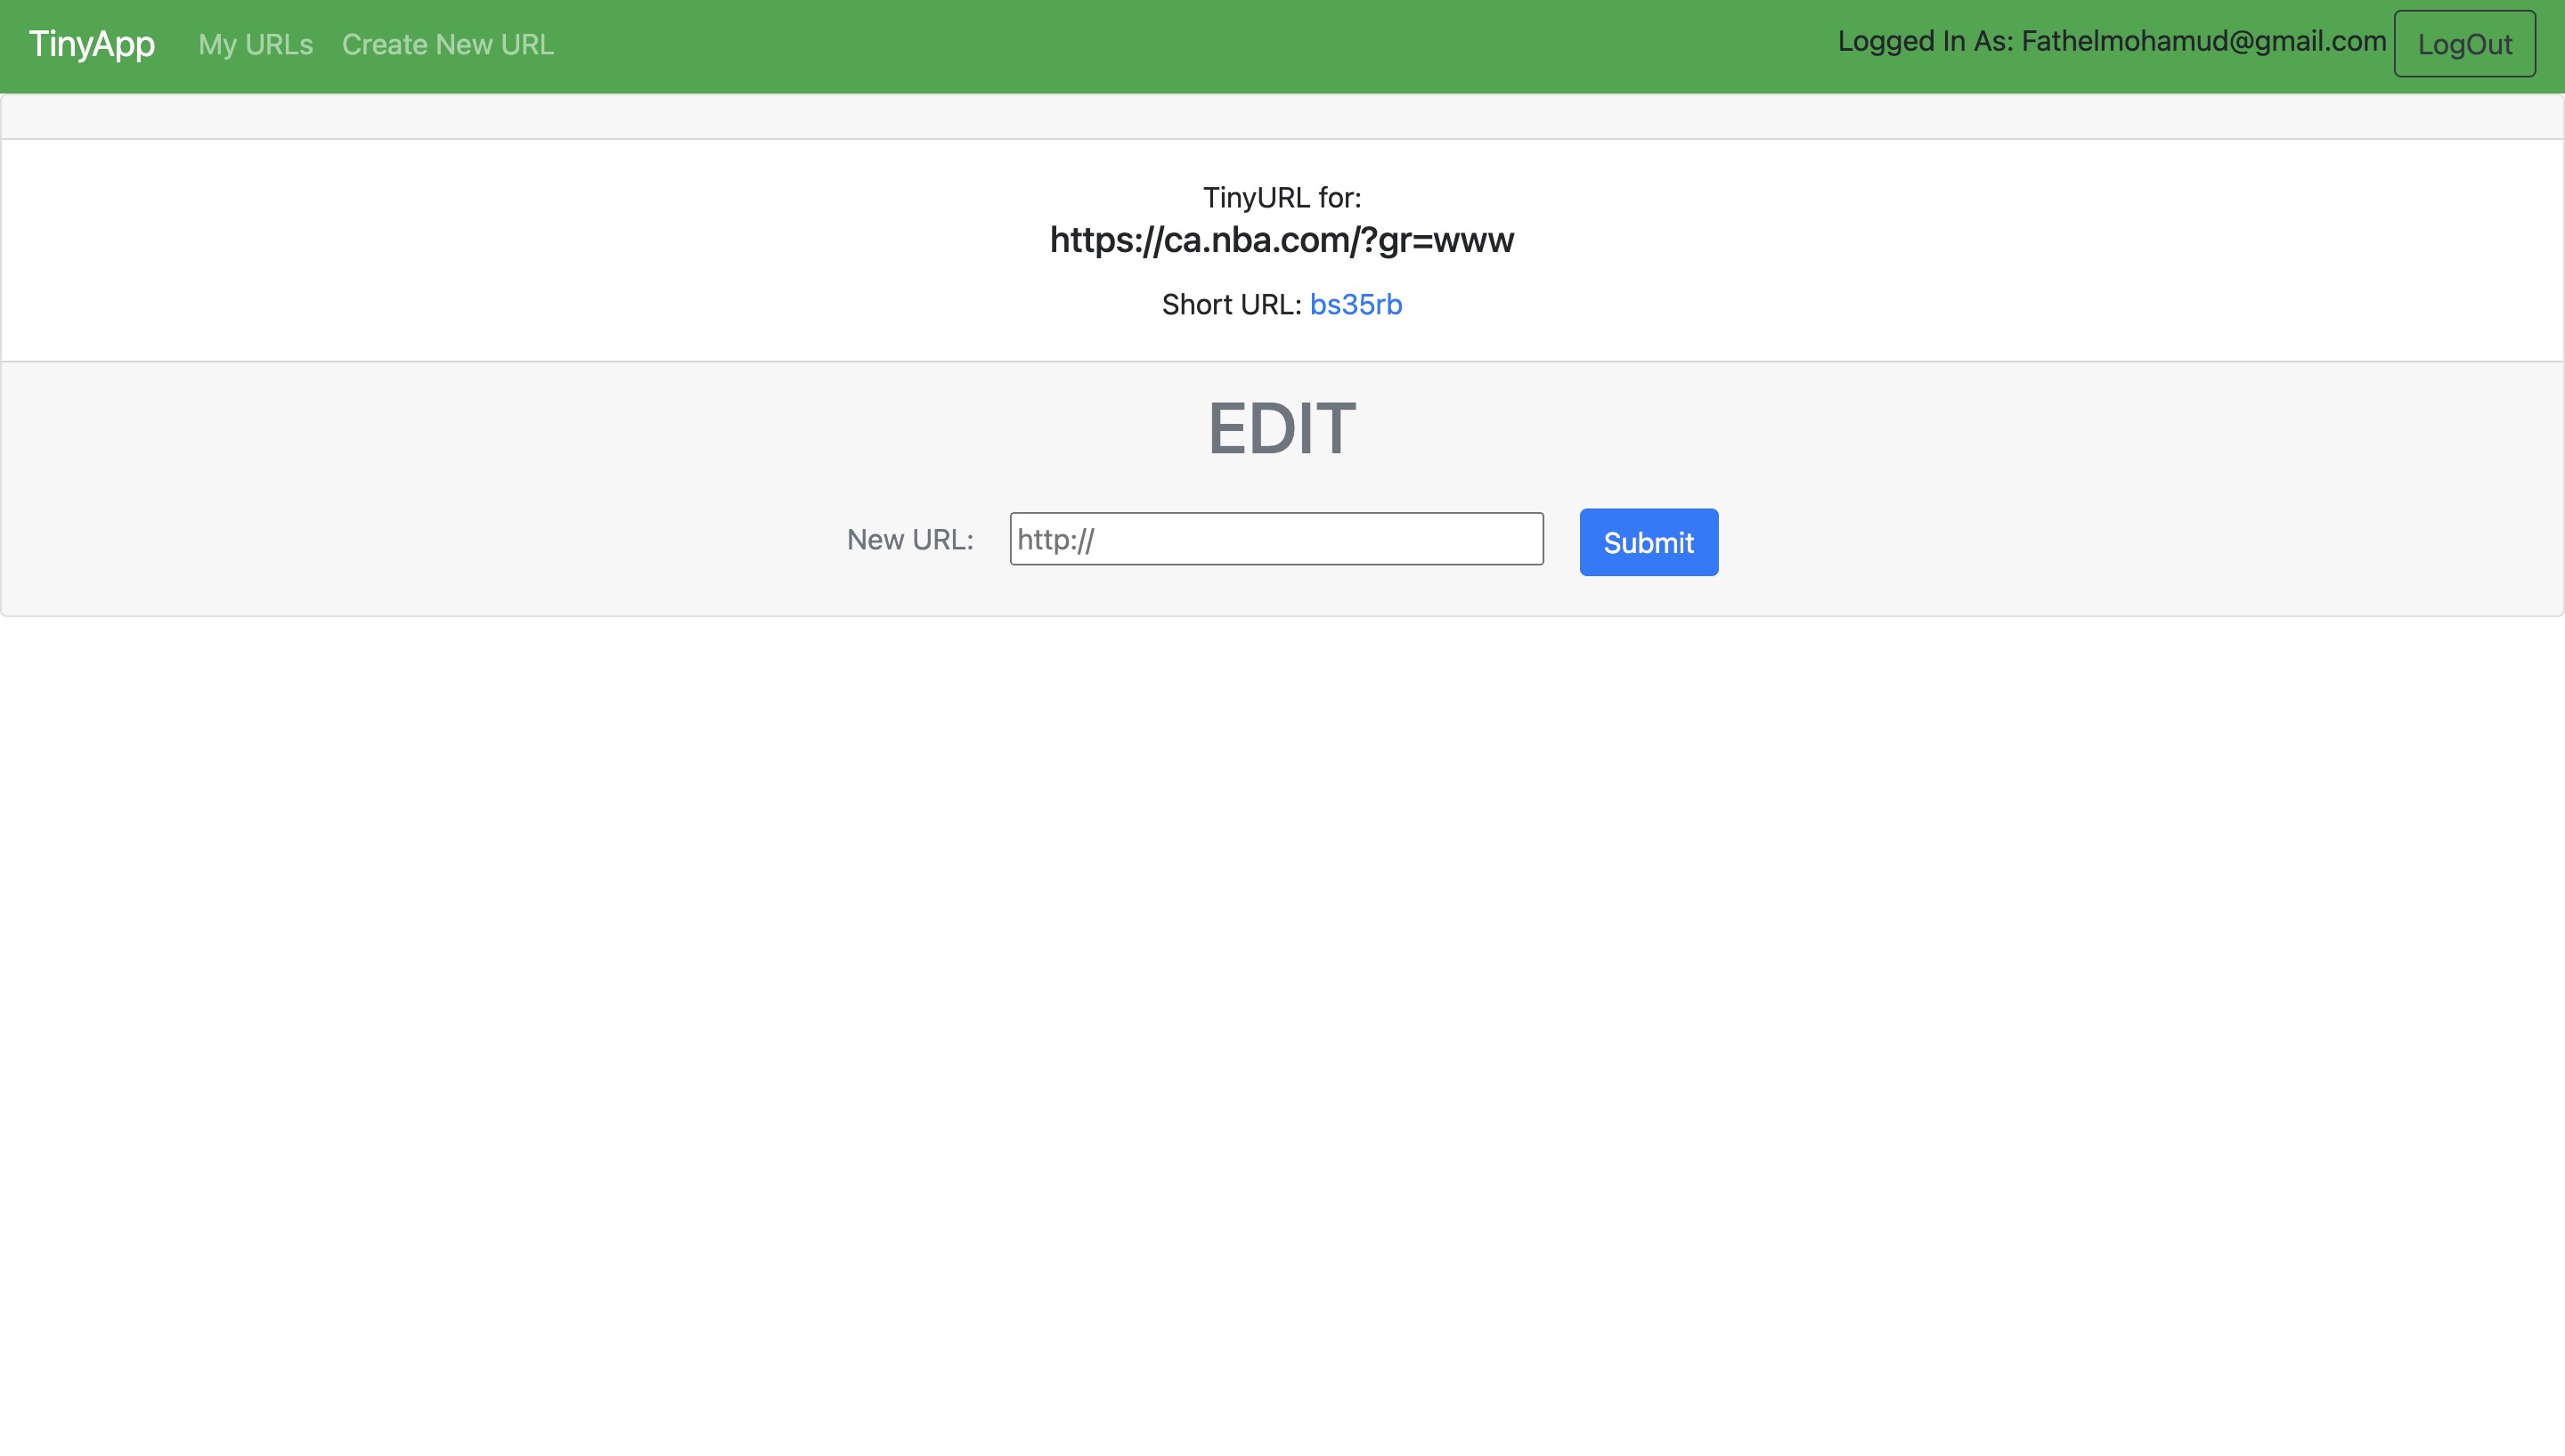 TinyApp My URLs Create New URL Logged In As: Fathelmohamud@gmail.com LogOut
TinyURL for:
https://ca.nba.com/?gr=www
Short URL: bs35rb
EDIT
New URL: http:// Submit